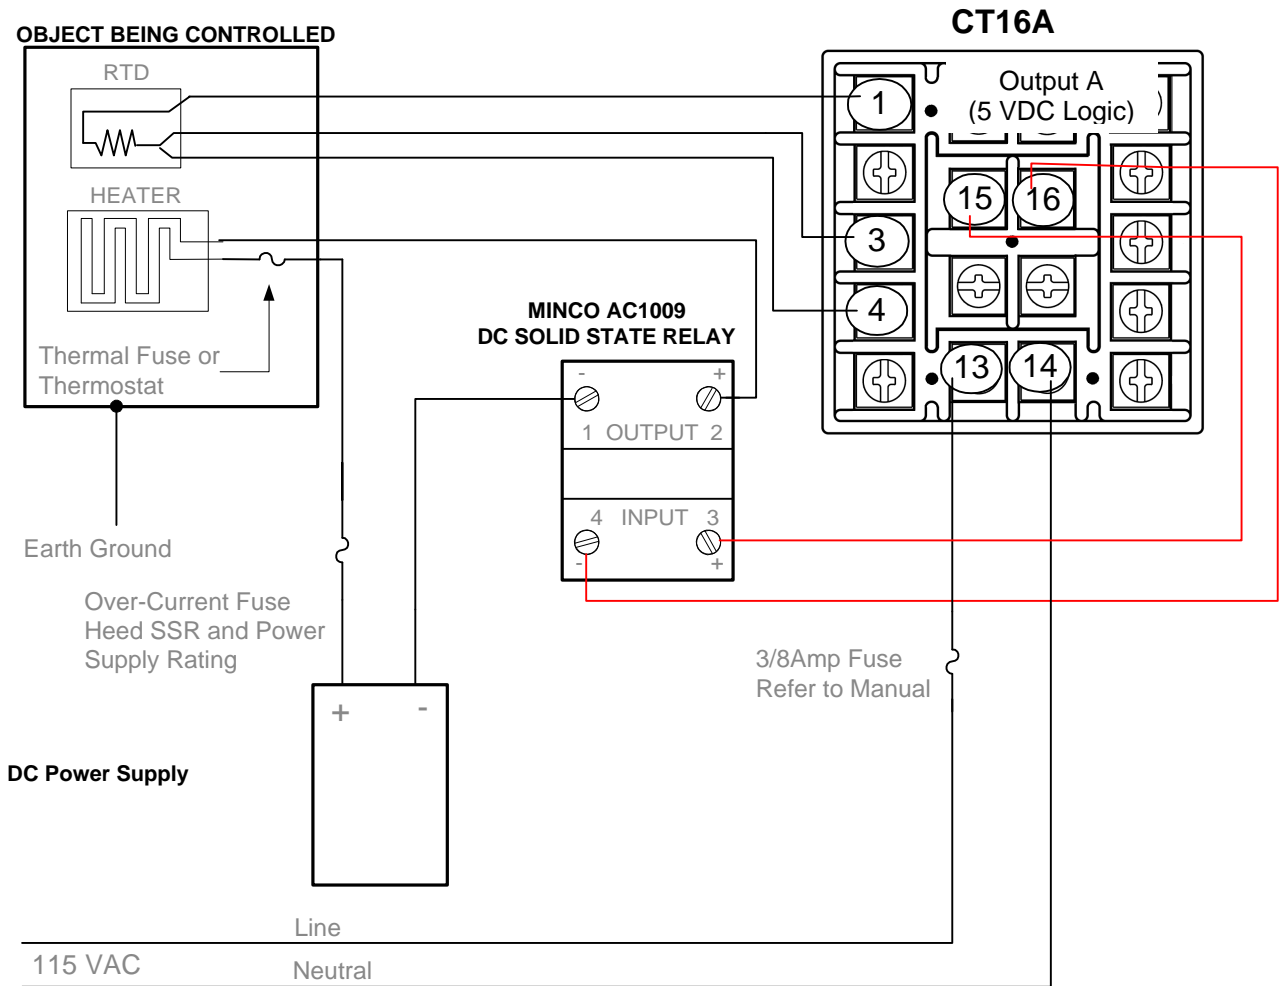 CT16A
OBJECT BEING CONTROLLED
RTD
HEATER
Thermal Fuse or
Thermostat
Earth Ground
Output A
(5 VDC Logic)
1
3
4
15
16
13
14
MINCO AC1009
DC SOLID STATE RELAY
- +
1 OUTPUT 2
4 INPUT 3
- +
Over-Current Fuse
Heed SSR and Power
Supply Rating
3/8Amp Fuse
Refer to Manual
+ -
DC Power Supply
Line
115 VAC
Neutral